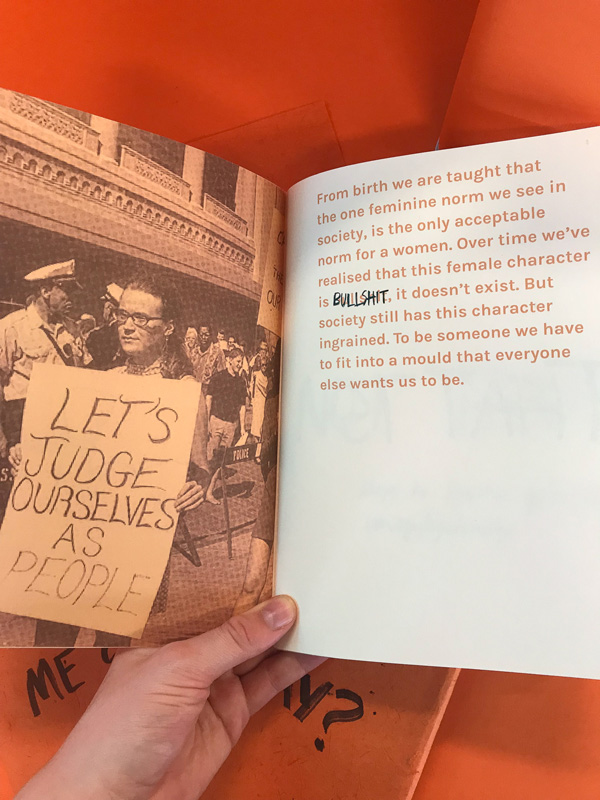 LET'S
JUDGE
OURSELVES
AS
PEOPLE
POLICE
From birth we are taught that
the one feminine norm we see in
society, is the only acceptable
norm for a women. Over time we've
realised that this female character
is BULLSHIT, it doesn't exist. But
society still has this character
ingrained. To be someone we have
to fit into a mould that everyone
else wants us to be.
ME